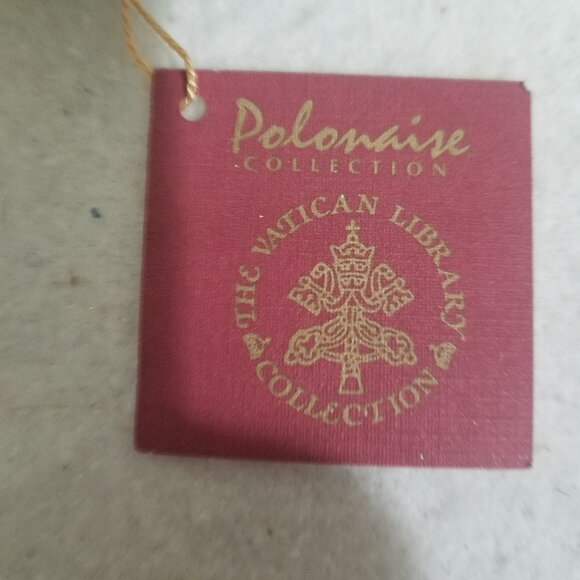 Polonaise
COLLECTION
THE VATICAN LIBRARY
COLLECTION